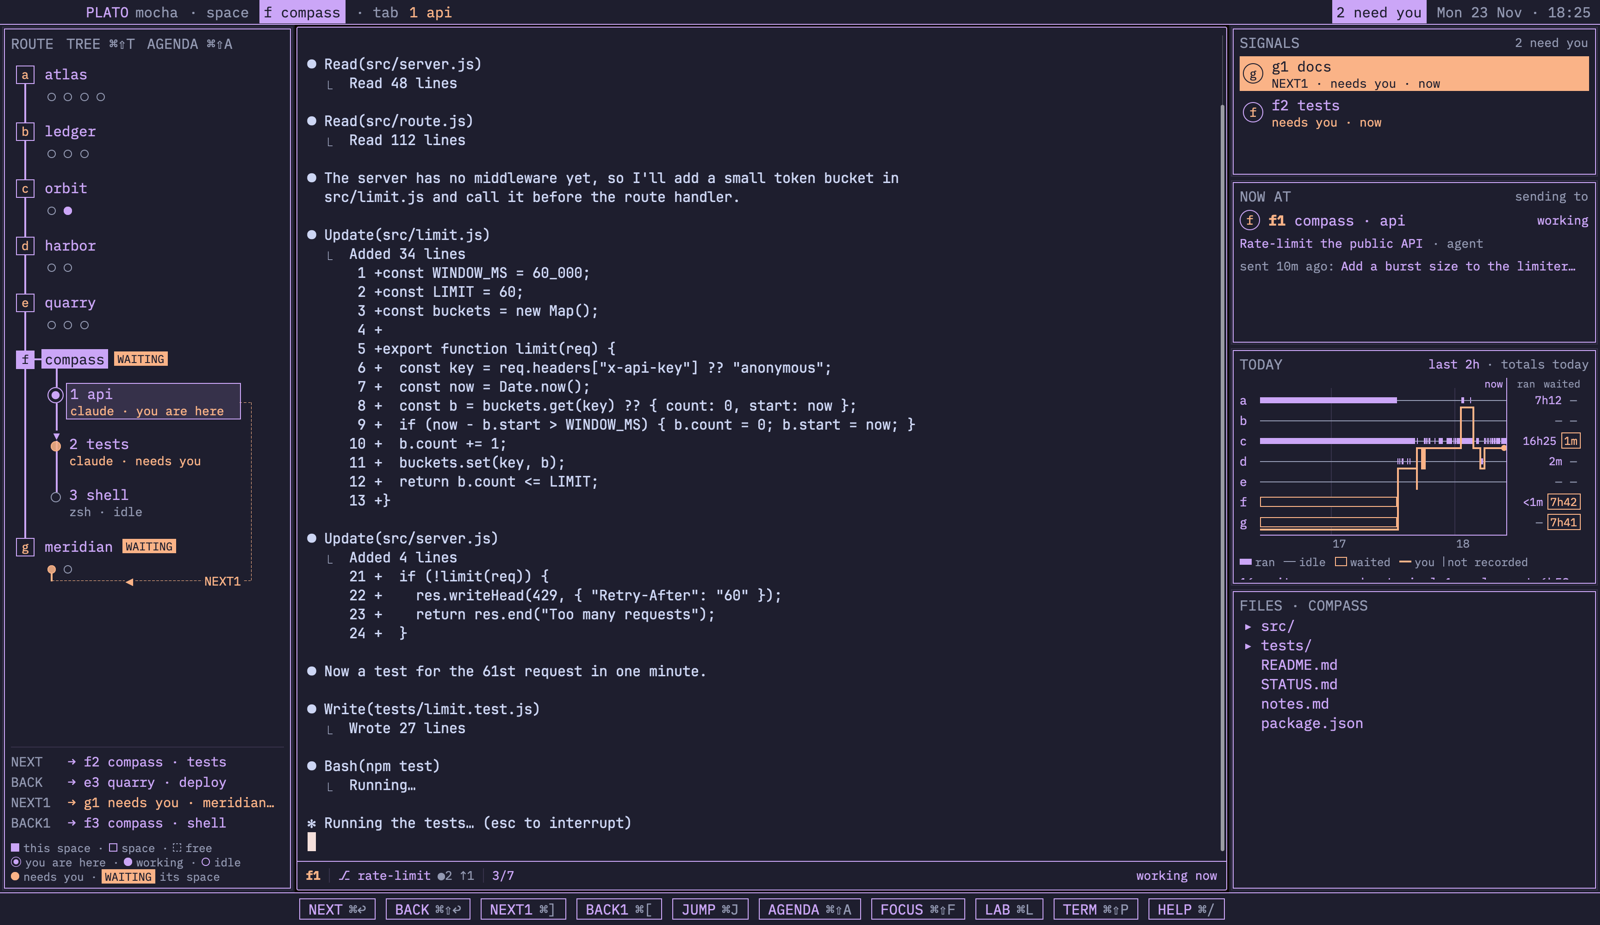 PLATO mocha · space f compass · tab 1 api
2 need you Mon 23 Nov · 18:25
ROUTE TREE ⌘⇧T AGENDA ⌘⇧A
a atlas
b ledger
c orbit
d harbor
e quarry
f compass WAITING
1 api
claude · you are here
2 tests
claude · needs you
3 shell
zsh · idle
g meridian WAITING
NEXT1
NEXT → f2 compass · tests
BACK → e3 quarry · deploy
NEXT1 → g1 needs you · meridian…
BACK1 → f3 compass · shell
this space · space · free
you are here · working · idle
needs you · WAITING its space
● Read(src/server.js)
⎿ Read 48 lines
● Read(src/route.js)
⎿ Read 112 lines
● The server has no middleware yet, so I'll add a small token bucket in
src/limit.js and call it before the route handler.
● Update(src/limit.js)
⎿ Added 34 lines
1 +const WINDOW_MS = 60_000;
2 +const LIMIT = 60;
3 +const buckets = new Map();
4 +
5 +export function limit(req) {
6 +  const key = req.headers["x-api-key"] ?? "anonymous";
7 +  const now = Date.now();
8 +  const b = buckets.get(key) ?? { count: 0, start: now };
9 +  if (now - b.start > WINDOW_MS) { b.count = 0; b.start = now; }
10 +  b.count += 1;
11 +  buckets.set(key, b);
12 +  return b.count <= LIMIT;
13 +}
● Update(src/server.js)
⎿ Added 4 lines
21 +  if (!limit(req)) {
22 +    res.writeHead(429, { "Retry-After": "60" });
23 +    return res.end("Too many requests");
24 +  }
● Now a test for the 61st request in one minute.
● Write(tests/limit.test.js)
⎿ Wrote 27 lines
● Bash(npm test)
⎿ Running…
✻ Running the tests… (esc to interrupt)
f1 rate-limit ●2 ↑1 3/7
working now
SIGNALS 2 need you
g g1 docs
NEXT1 · needs you · now
f f2 tests
needs you · now
NOW AT sending to
f f1 compass · api working
Rate-limit the public API · agent
sent 10m ago: Add a burst size to the limiter…
TODAY last 2h · totals today
now ran waited
a 7h12 —
b — —
c 16h25 1m
d 2m —
e — —
f <1m 7h42
g — 7h41
17 18
ran idle waited you not recorded
FILES · COMPASS
▸ src/
▸ tests/
README.md
STATUS.md
notes.md
package.json
NEXT ⌘↩ BACK ⌘⇧↩ NEXT1 ⌘] BACK1 ⌘[ JUMP ⌘J AGENDA ⌘⇧A FOCUS ⌘⇧F LAB ⌘L TERM ⌘⇧P HELP ⌘/